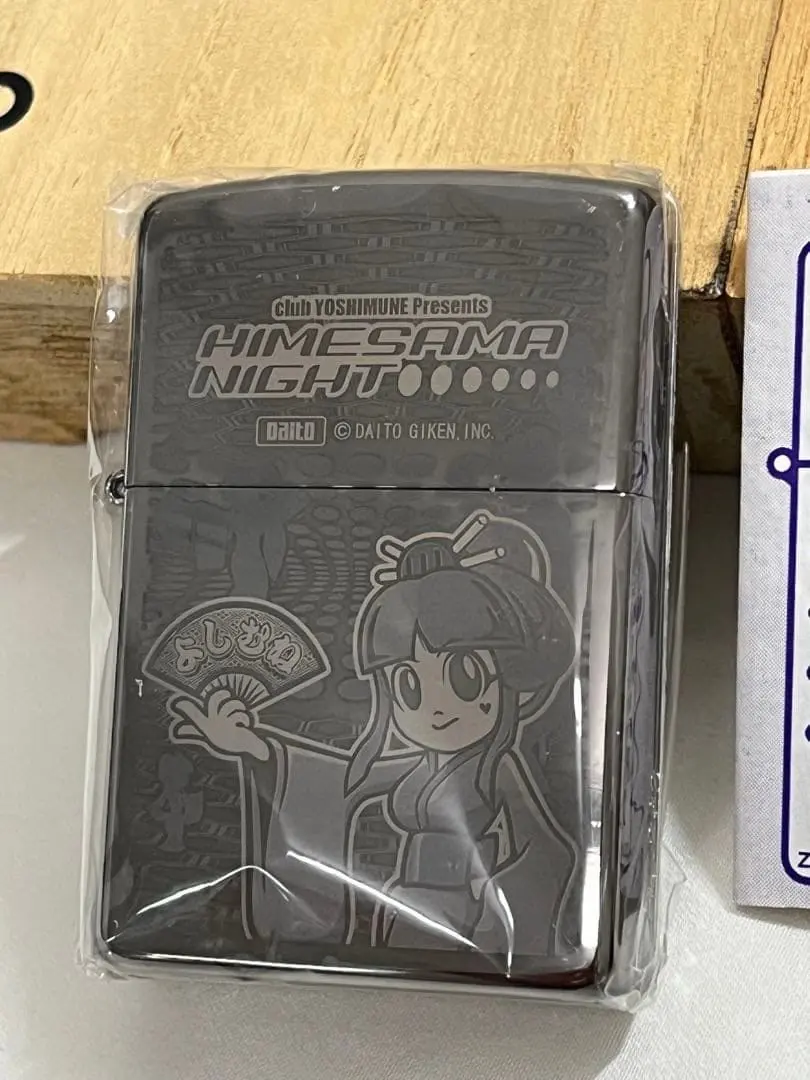 club YOSHIMUNE Presents
HIMESAMA
NIGHT
Daito © DAITO GIKEN, INC.
よしむね
Z